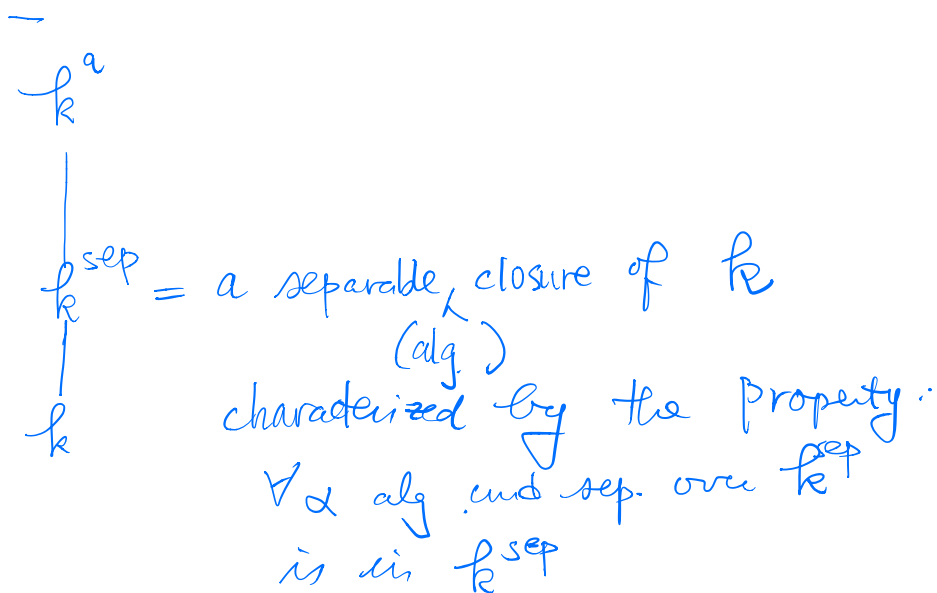 k^a
k^sep = a separable (alg.) closure of k
k
characterized by the property.
∀ α alg and sep. over k^sep
is in k^sep